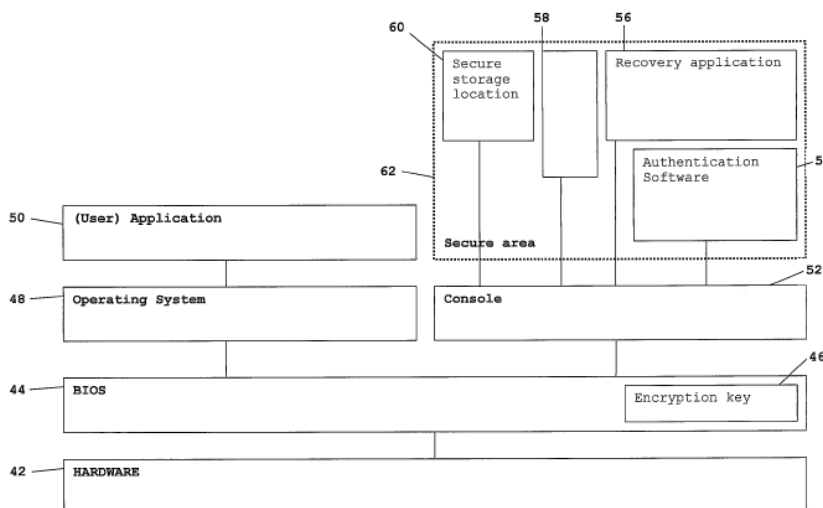 60
58
56
Secure
storage
location
Recovery application
62
Authentication
Software
5
50
(User) Application
Secure area
52
48
Operating System
Console
46
44
BIOS
Encryption key
42
HARDWARE